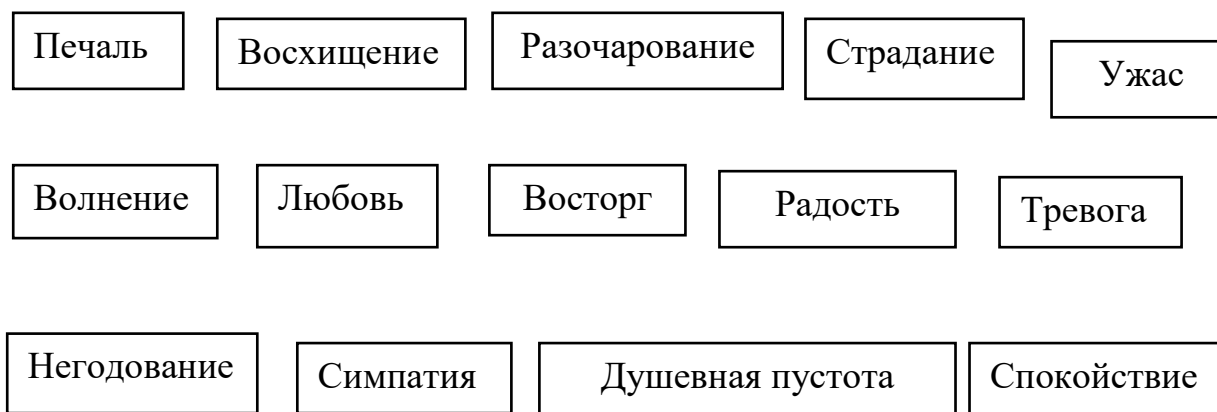 Печаль Восхищение Разочарование Страдание Ужас
Волнение Любовь Восторг Радость Тревога
Негодование Симпатия Душевная пустота Спокойствие